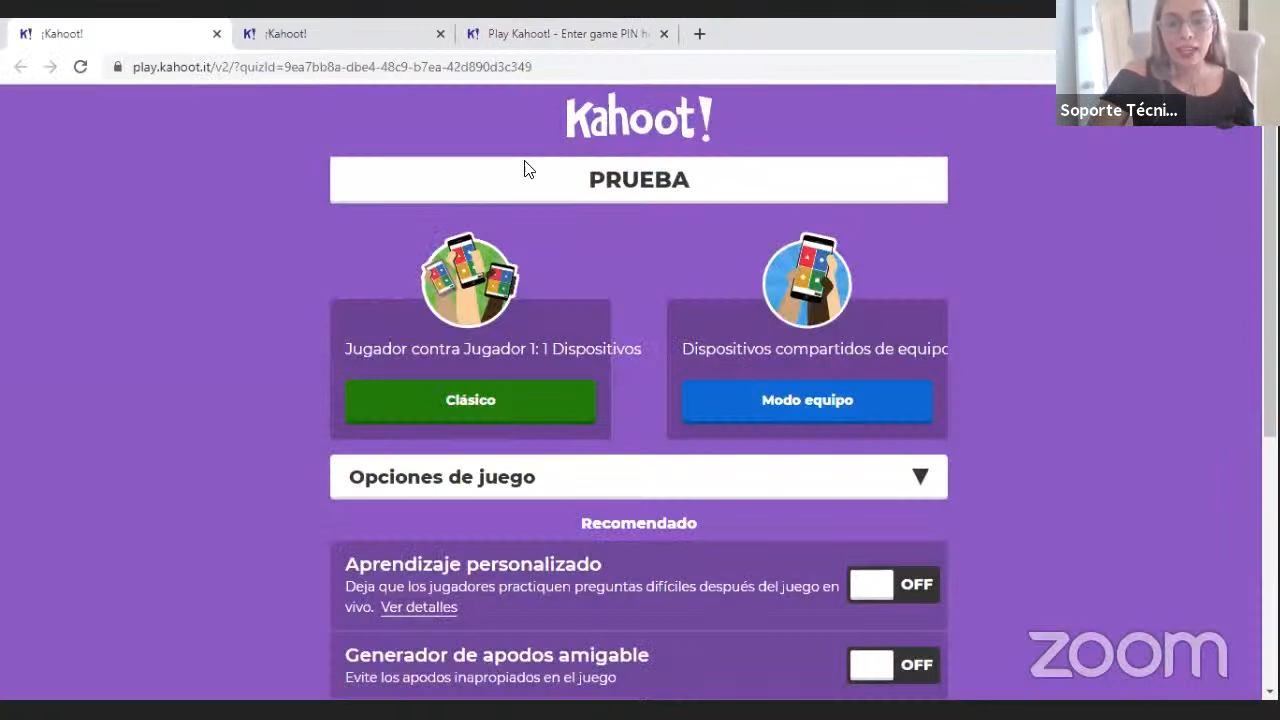 ¡Kahoot!
¡Kahoot!
Play Kahoot! - Enter game PIN h
play.kahoot.it/v2/?quizId=9ea7bb8a-dbe4-48c9-b7ea-42d890d3c349
Soporte Técni...
Kahoot!
PRUEBA
Jugador contra Jugador 1: 1 Dispositivos
Dispositivos compartidos de equipo
Clásico
Modo equipo
Opciones de juego
Recomendado
Aprendizaje personalizado
Deja que los jugadores practiquen preguntas difíciles después del juego en
vivo. Ver detalles
OFF
Generador de apodos amigable
Evite los apodos inapropiados en el juego
OFF
zoom